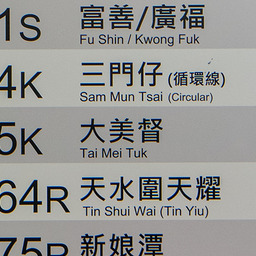 1S 富善/廣福
Fu Shin / Kwong Fuk
4K 三門仔 (循環線)
Sam Mun Tsai (Circular)
5K 大美督
Tai Mei Tuk
64R 天水圍天耀
Tin Shui Wai (Tin Yiu)
75R 新娘潭